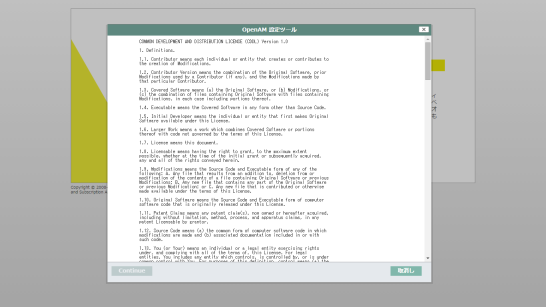 OpenAM 設定ツール
COMMON DEVELOPMENT AND DISTRIBUTION LICENSE (CDDL) Version 1.0
1. Definitions.
1.1. Contributor means each individual or entity that creates or contributes to
the creation of Modifications.
1.2. Contributor Version means the combination of the Original Software, prior
Modifications used by a Contributor (if any), and the Modifications made by
that particular Contributor.
1.3. Covered Software means (a) the Original Software, or (b) Modifications, or
(c) the combination of files containing Original Software with files containing
Modifications, in each case including portions thereof.
1.4. Executable means the Covered Software in any form other than Source Code.
1.5. Initial Developer means the individual or entity that first makes Original
Software available under this License.
1.6. Larger Work means a work which combines Covered Software or portions
thereof with code not governed by the terms of this License.
1.7. License means this document.
1.8. Licensable means having the right to grant, to the maximum extent
possible, whether at the time of the initial grant or subsequently acquired,
any and all of the rights conveyed herein.
1.9. Modifications means the Source Code and Executable form of any of the
following: A. Any file that results from an addition to, deletion from or
modification of the contents of a file containing Original Software or previous
Modifications; B. Any new file that contains any part of the Original Software
or previous Modification; or C. Any new file that is contributed or otherwise
made available under the terms of this License.
1.10. Original Software means the Source Code and Executable form of computer
software code that is originally released under this License.
1.11. Patent Claims means any patent claim(s), now owned or hereafter acquired,
including without limitation, method, process, and apparatus claims, in any
patent Licensable by grantor.
1.12. Source Code means (a) the common form of computer software code in which
modifications are made and (b) associated documentation included in or with
such code.
1.13. You (or Your) means an individual or a legal entity exercising rights
under, and complying with all of the terms of, this License. For legal
entities, You includes any entity which controls, is controlled by, or is under
common control with You. For purposes of this definition, control means (a) the
Copyright © 2008
Continue
取消し